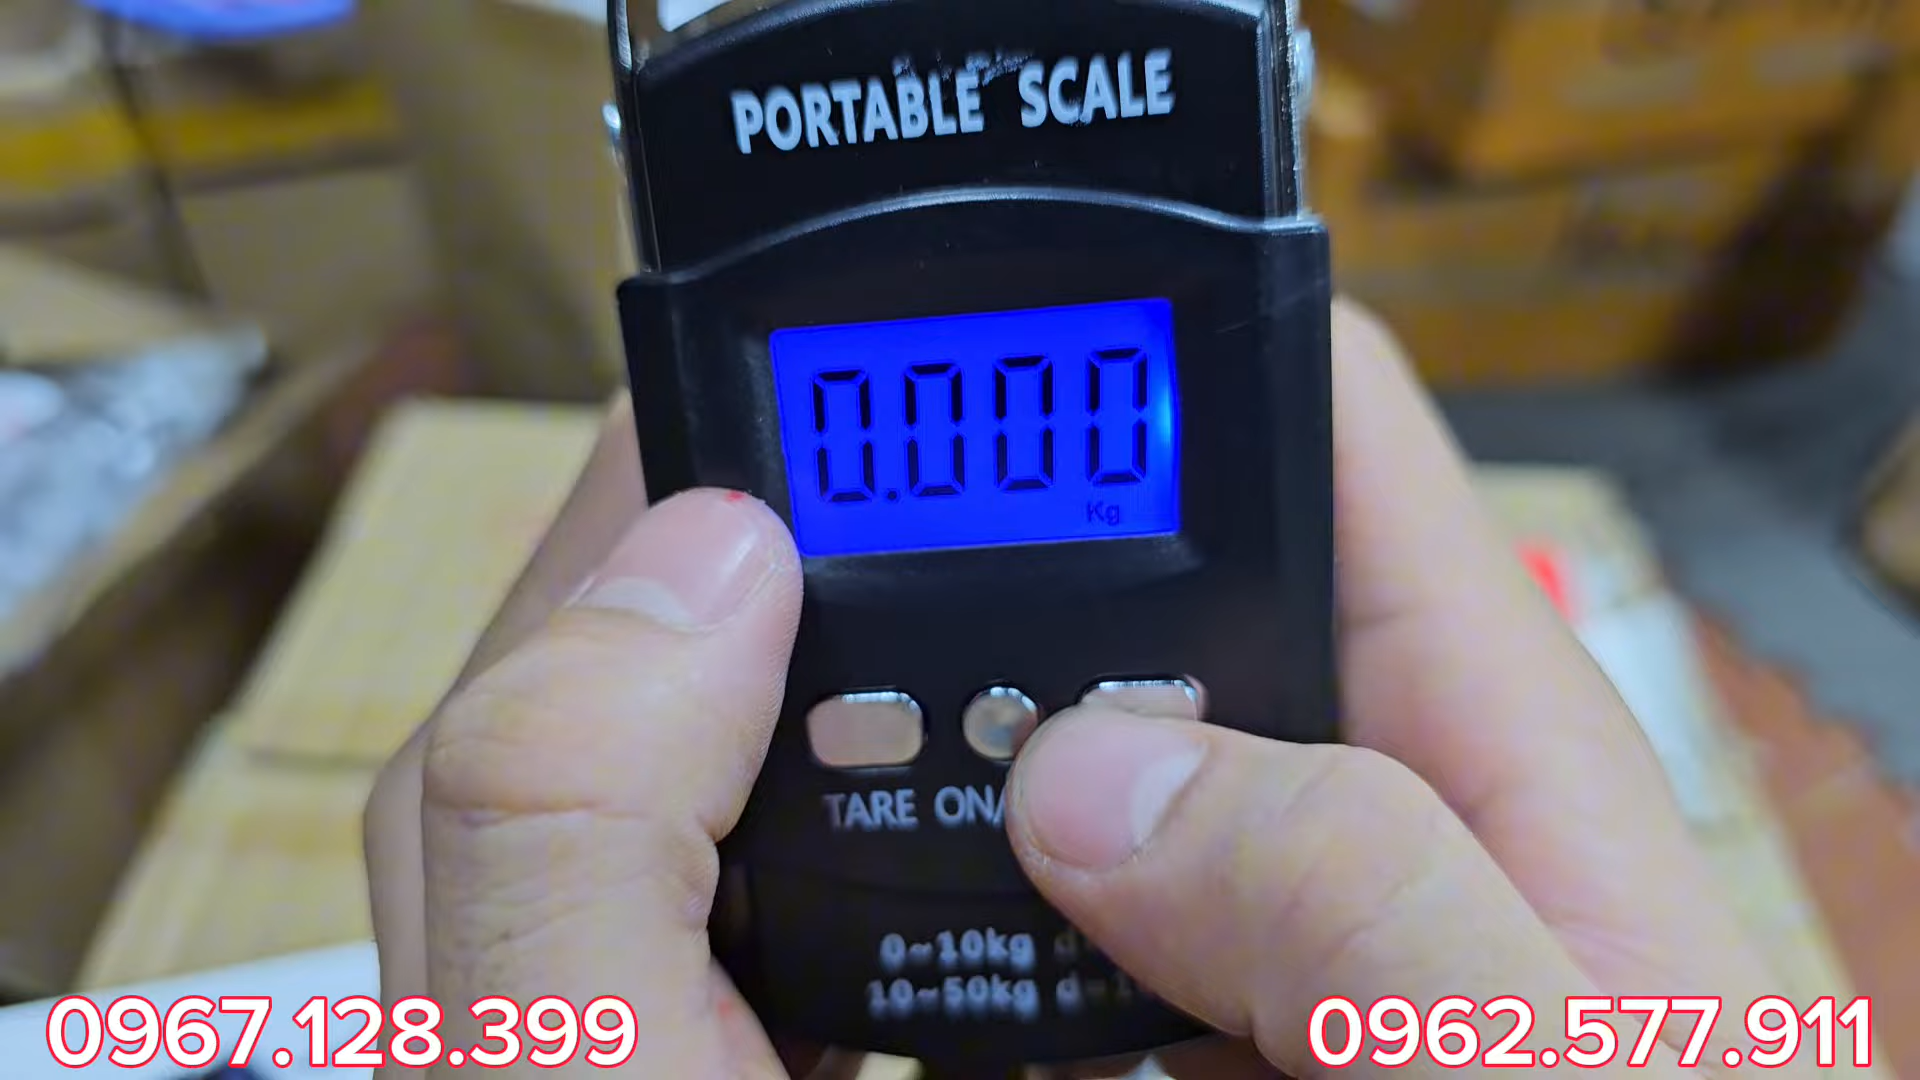 PORTABLE SCALE
0.000
Kg
TARE ON/
0~10kg
10~50kg d
0967.128.399
0962.577.911